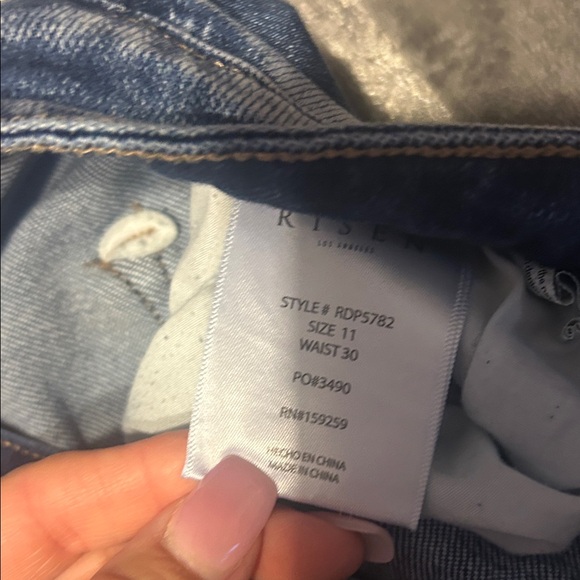 RISEN
LOS ANGELES
STYLE# RDP5782
SIZE 11
WAIST 30
PO#3490
RN#159259
HECHO EN CHINA
MADE IN CHINA